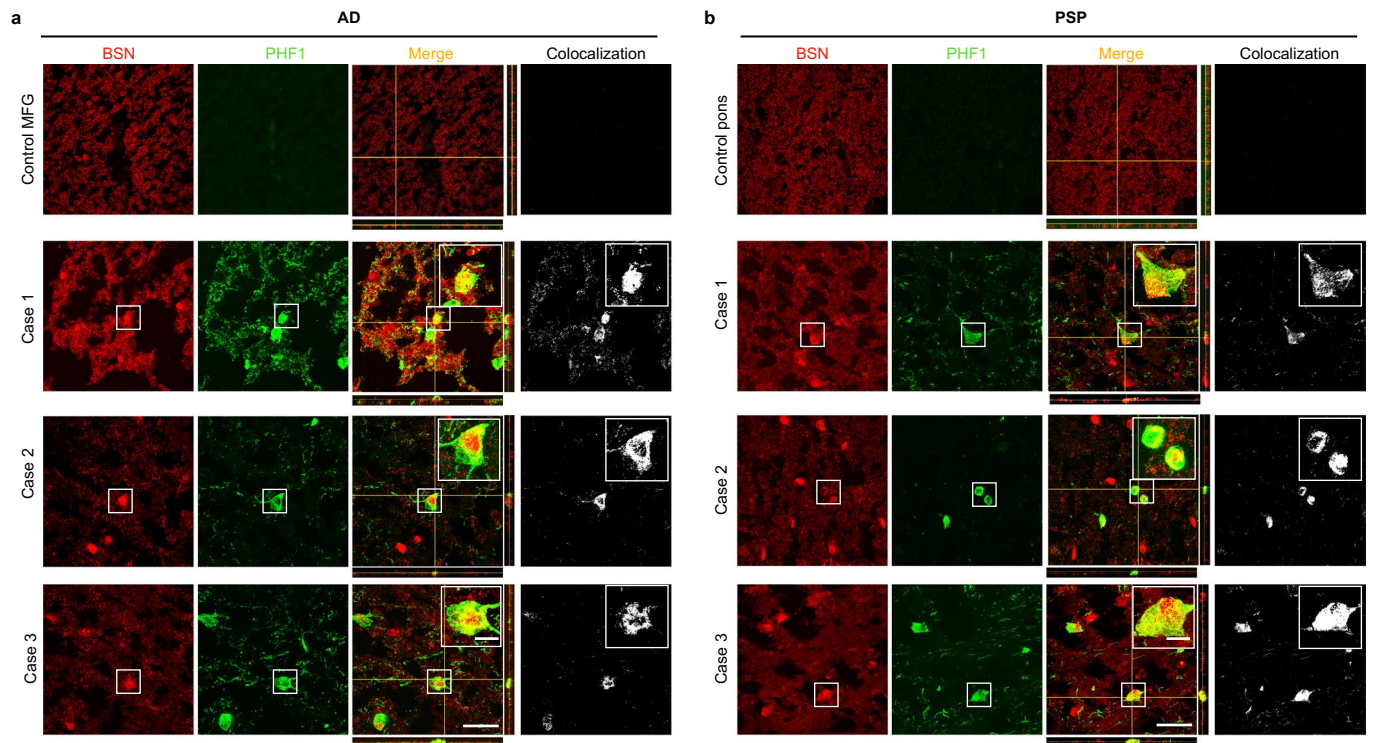 a
AD
BSN PHF1 Merge Colocalization
Control MFG
Case 1
Case 2
Case 3
b
PSP
BSN PHF1 Merge Colocalization
Control pons
Case 1
Case 2
Case 3